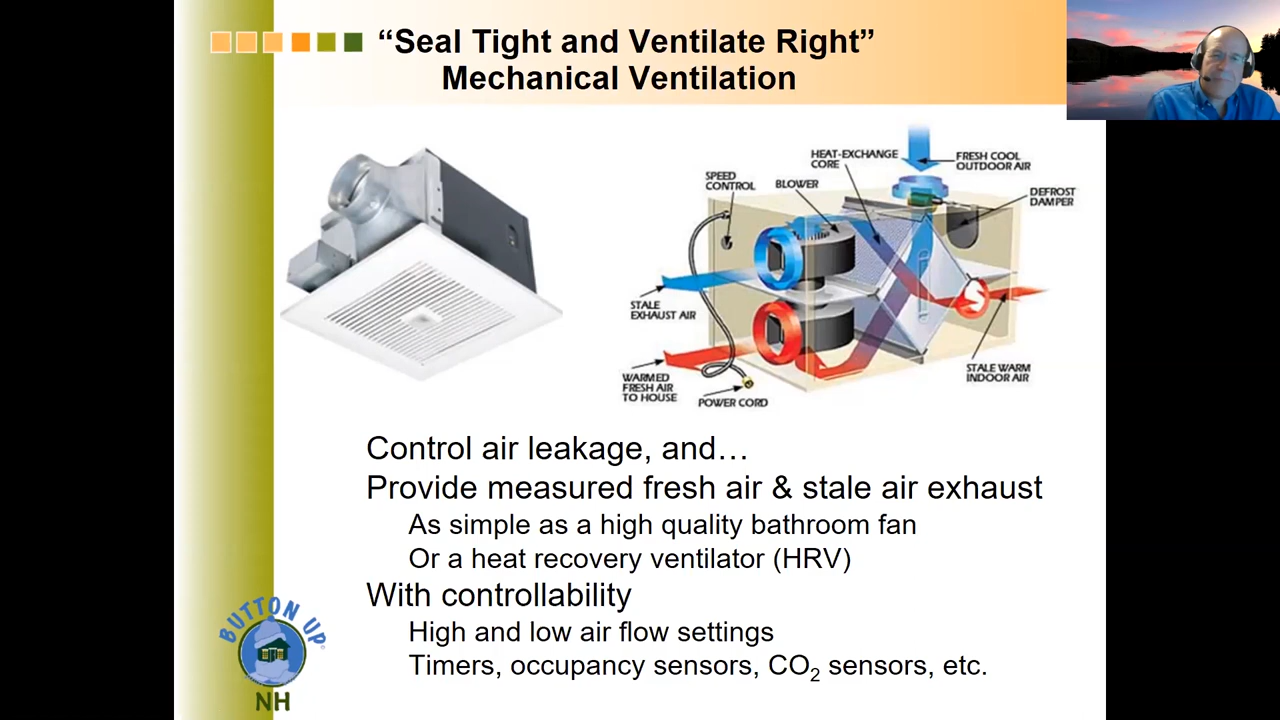 “Seal Tight and Ventilate Right”
Mechanical Ventilation
HEAT-EXCHANGE
CORE
FRESH COOL
OUTDOOR AIR
SPEED
CONTROL
BLOWER
DEFROST
DAMPER
STALE
EXHAUST AIR
WARMED
FRESH AIR
TO HOUSE
POWER CORD
STALE WARM
INDOOR AIR
Control air leakage, and…
Provide measured fresh air & stale air exhaust
As simple as a high quality bathroom fan
Or a heat recovery ventilator (HRV)
With controllability
High and low air flow settings
Timers, occupancy sensors, CO₂ sensors, etc.
BUTTON UP
NH